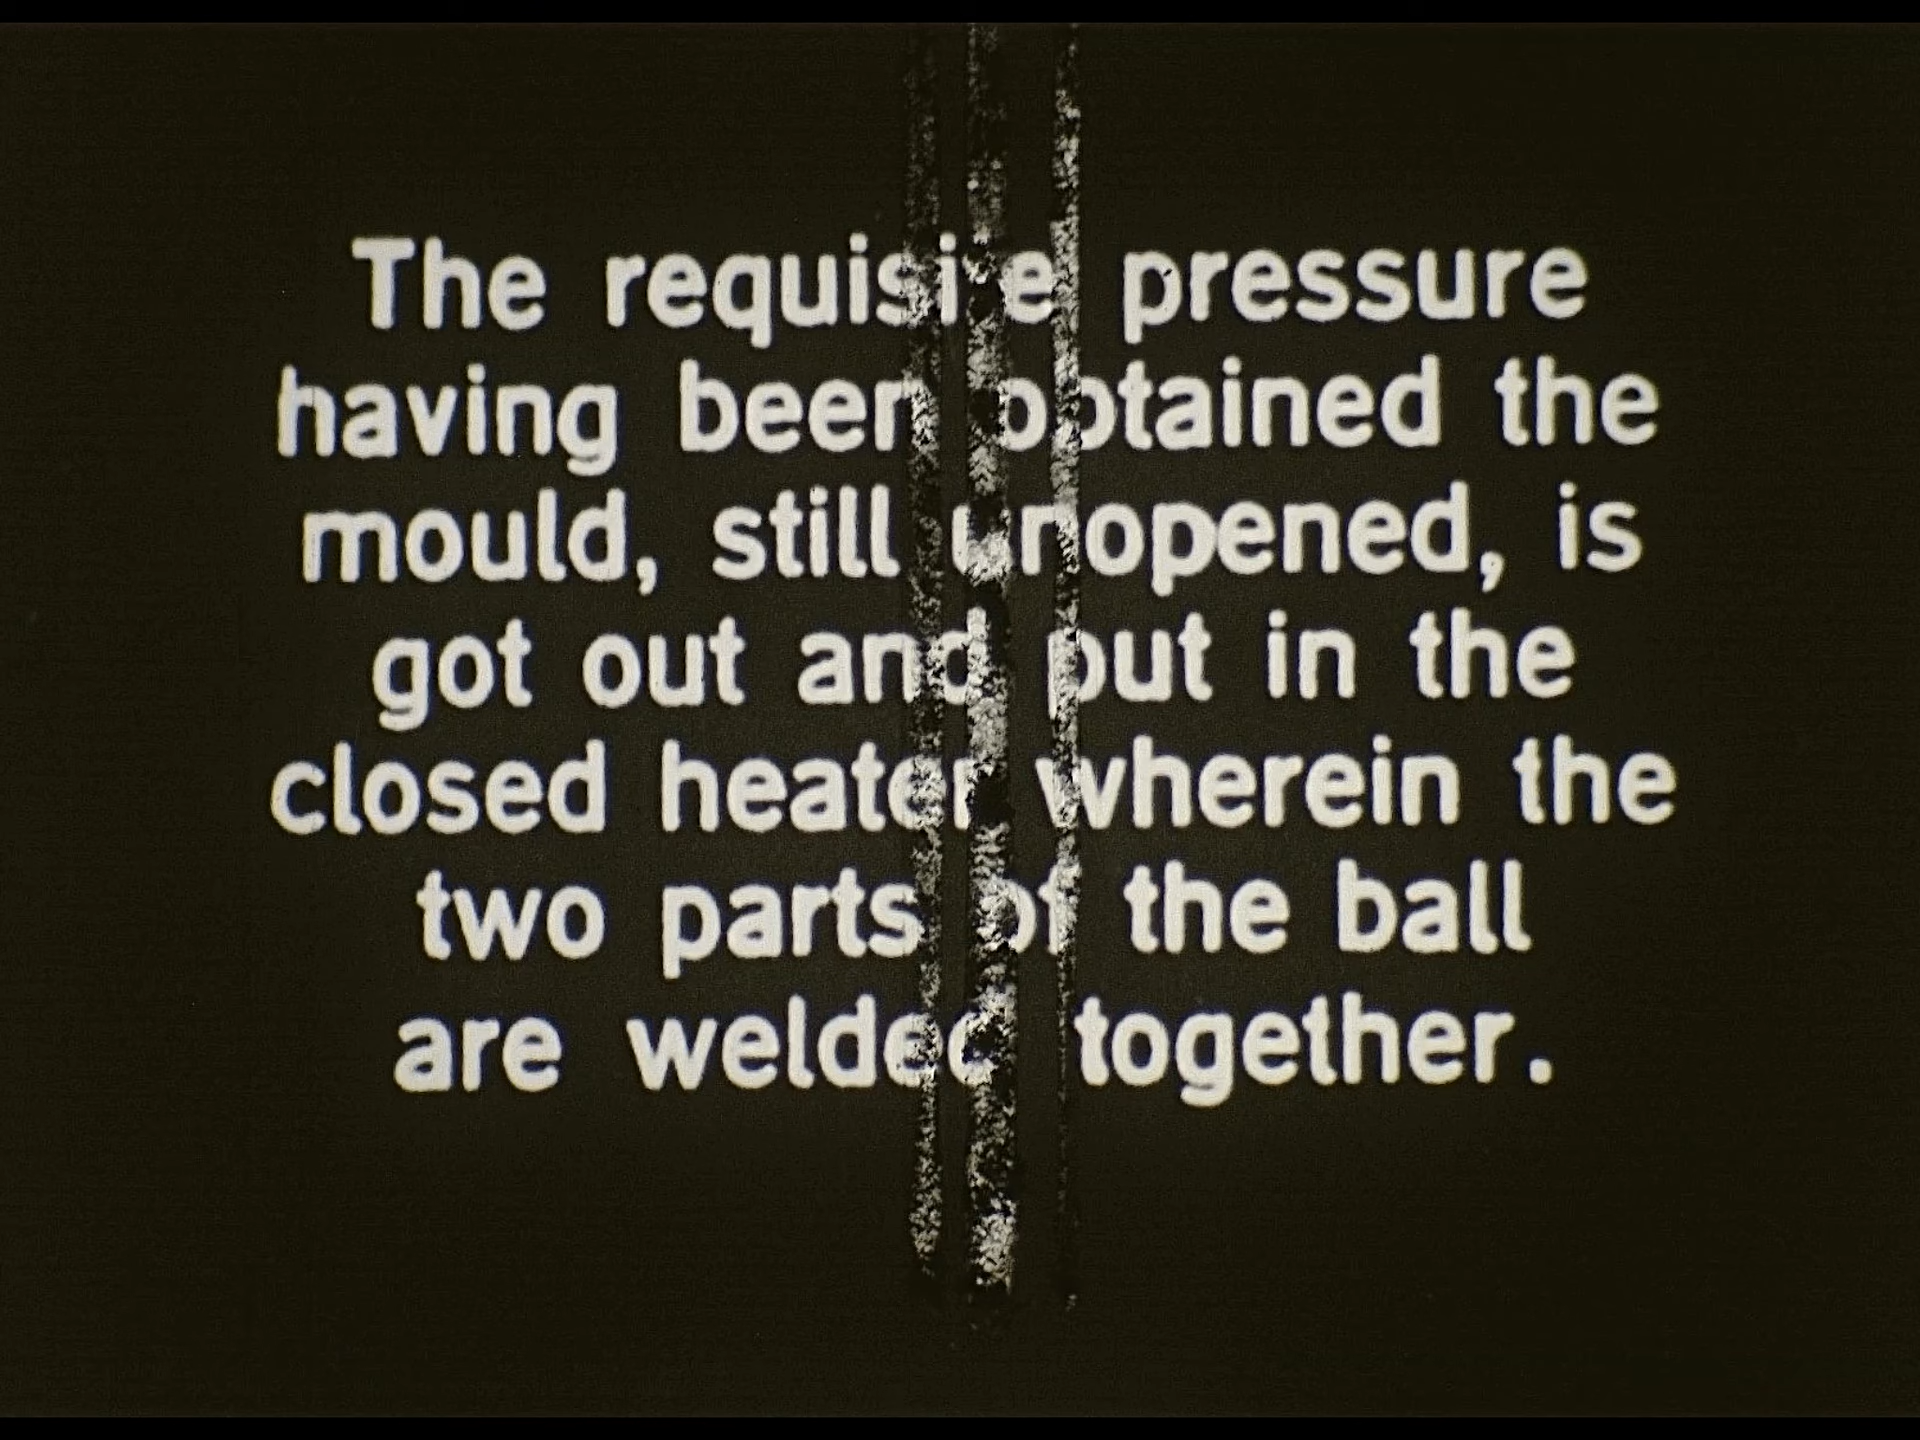 The requisite pressure
having been obtained the
mould, still unopened, is
got out and put in the
closed heater wherein the
two parts of the ball
are welded together.